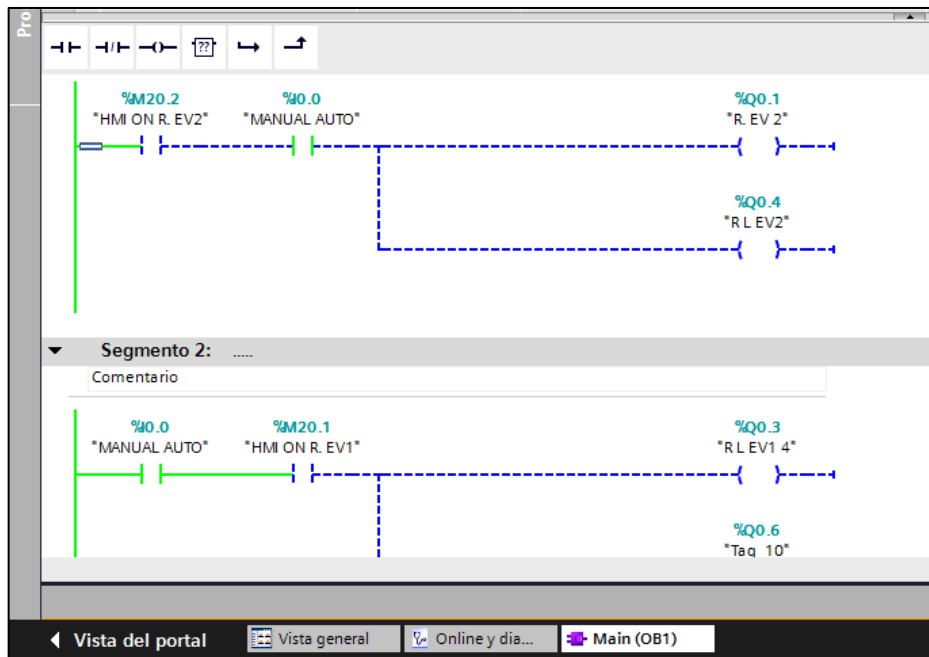 Pro
??
%M20.2 %I0.0 %Q0.1
"HMI ON R. EV2" "MANUAL AUTO" "R. EV 2"
%Q0.4
"R L EV2"
Segmento 2: .....
Comentario
%I0.0 %M20.1 %Q0.3
"MANUAL AUTO" "HMI ON R. EV1" "R L EV1 4"
%Q0.6
"Tag_10"
Vista del portal Vista general Online y dia... Main (OB1)